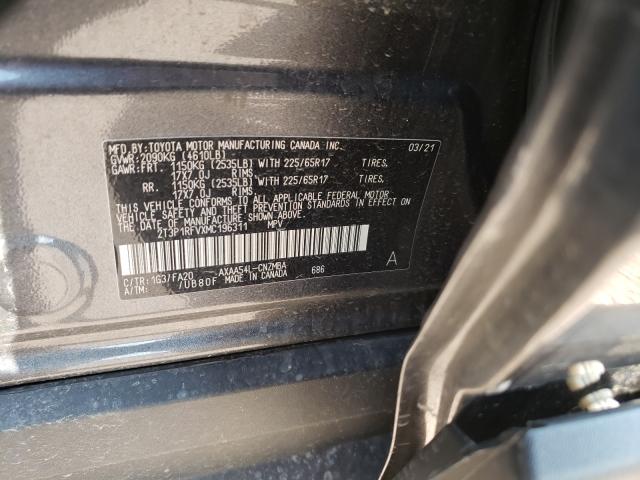 MFD.BY:TOYOTA MOTOR MANUFACTURING CANADA INC. 03/21
GVWR:2090KG (4610LB)
GAWR:FRT 1150KG (2535LB) WITH 225/65R17 TIRES,
17X7.0J RIMS
RR. 1150KG (2535LB) WITH 225/65R17 TIRES,
17X7.0J RIMS
THIS VEHICLE CONFORMS TO ALL APPLICABLE FEDERAL MOTOR
VEHICLE SAFETY, BUMPER, AND THEFT PREVENTION STANDARDS IN EFFECT ON THE DATE
OF MANUFACTURE SHOWN ABOVE.
2T3P1RFVXMC196311 MPV
A
C/TR:1G3/FA20 AXAA54L-CNZMBA 686
A/TM: /UB80F MADE IN CANADA